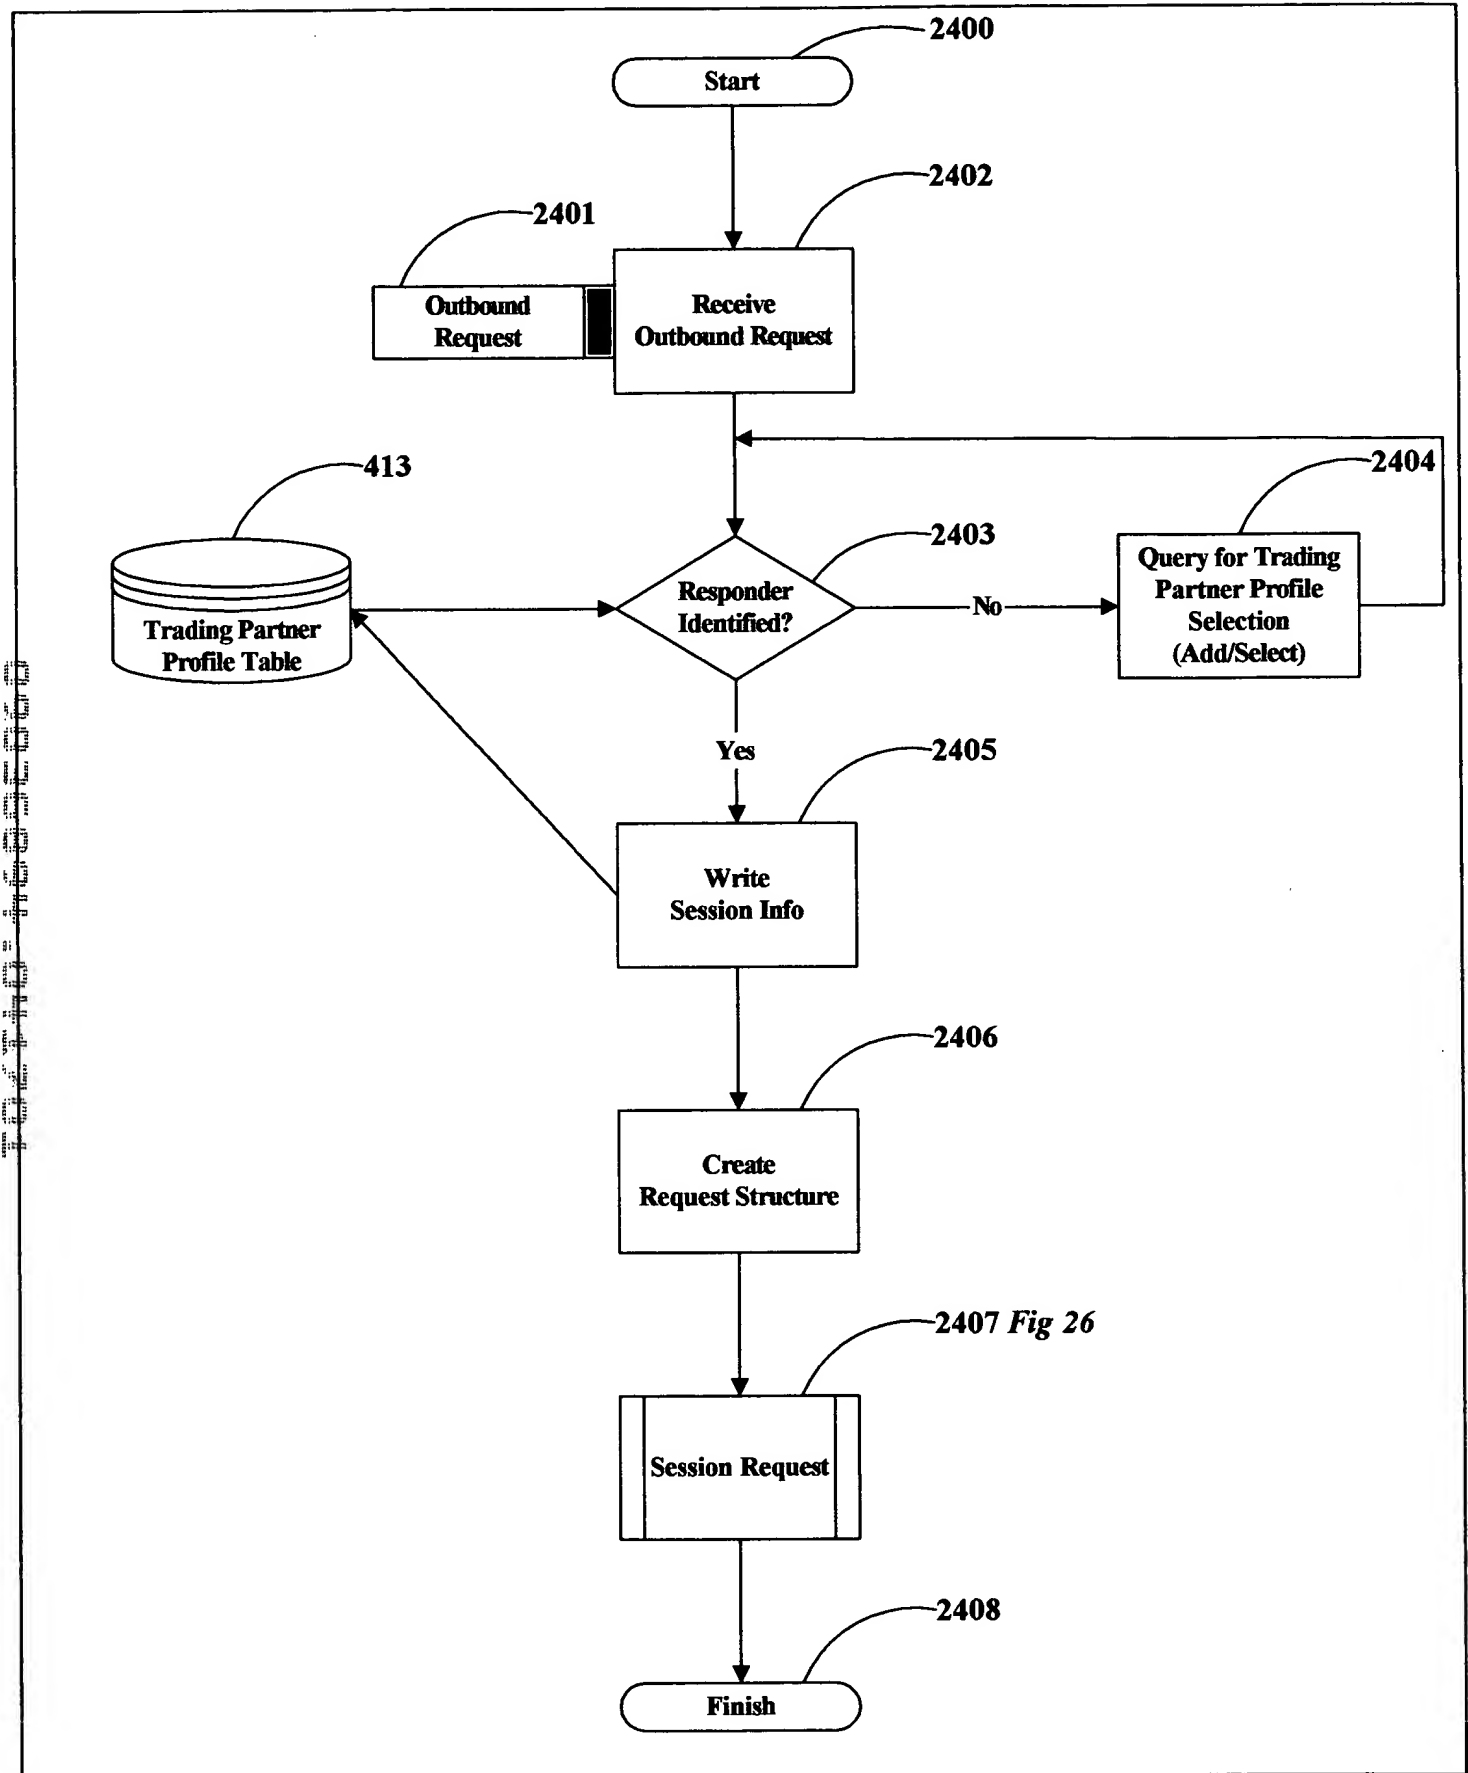 2400
Start
2402
2401
Outbound
Request
Receive
Outbound Request
413
2404
2403
Trading Partner
Profile Table
Responder
Identified?
No
Query for Trading
Partner Profile
Selection
(Add/Select)
Yes
2405
Write
Session Info
2406
Create
Request Structure
2407 Fig 26
Session Request
2408
Finish